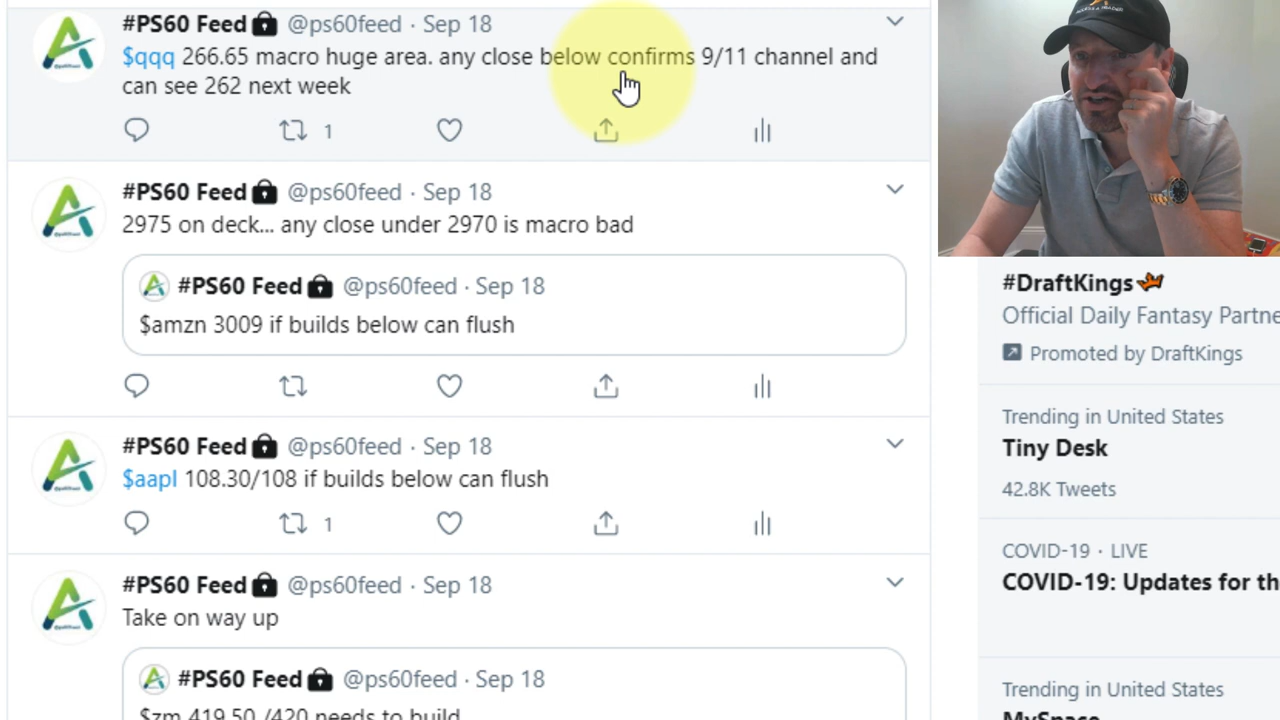 #PS60 Feed @ps60feed · Sep 18
$qqq 266.65 macro huge area. any close below confirms 9/11 channel and
can see 262 next week
1
#PS60 Feed @ps60feed · Sep 18
2975 on deck... any close under 2970 is macro bad
#PS60 Feed @ps60feed · Sep 18
$amzn 3009 if builds below can flush
#PS60 Feed @ps60feed · Sep 18
$aapl 108.30/108 if builds below can flush
1
#PS60 Feed @ps60feed · Sep 18
Take on way up
#PS60 Feed @ps60feed · Sep 18
$zm 419.50 /420 needs to build
#DraftKings
Official Daily Fantasy Partne
Promoted by DraftKings
Trending in United States
Tiny Desk
42.8K Tweets
COVID-19 · LIVE
COVID-19: Updates for th
Trending in United States
MySpace